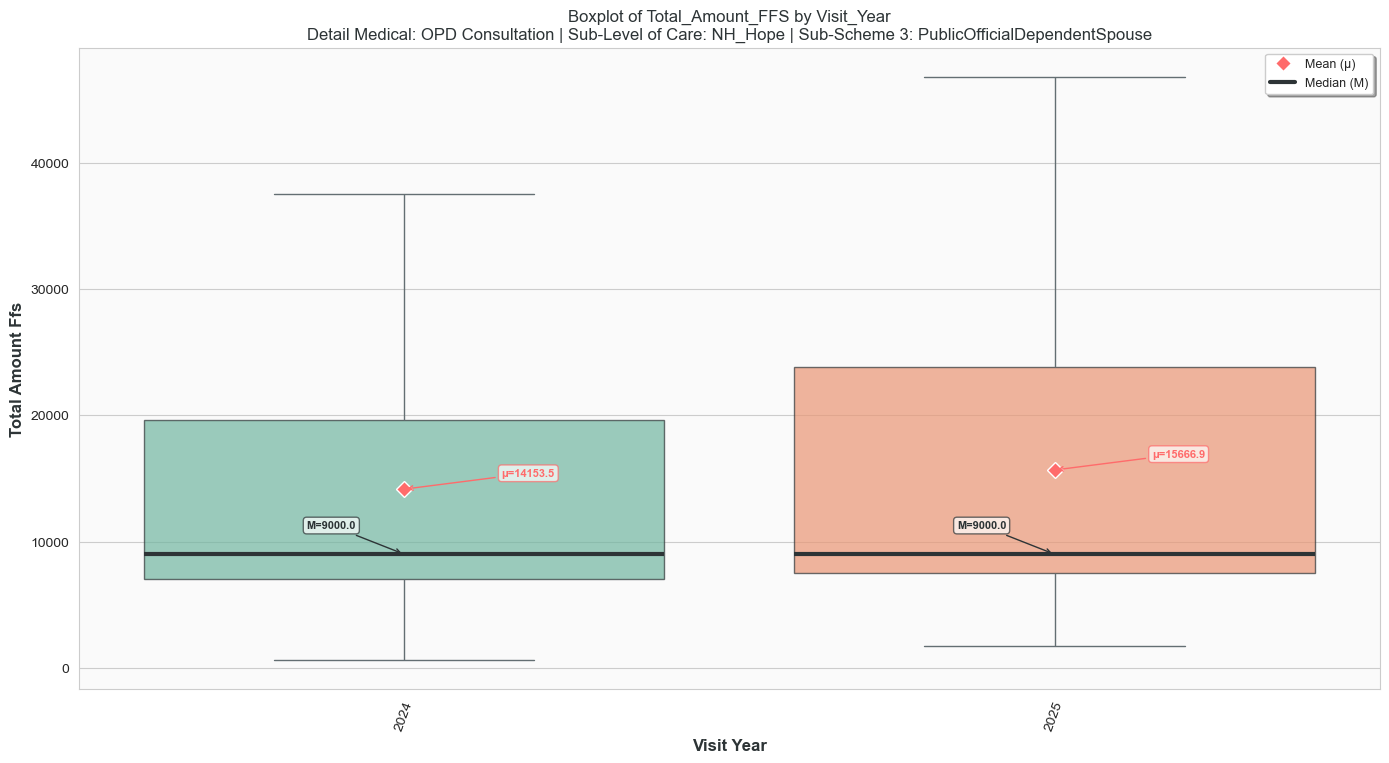 Boxplot of Total_Amount_FFS by Visit_Year
Detail Medical: OPD Consultation | Sub-Level of Care: NH_Hope | Sub-Scheme 3: PublicOfficialDependentSpouse
Mean (μ)
Median (M)
Total Amount Ffs
40000
30000
20000
10000
0
μ=14153.5
M=9000.0
μ=15666.9
M=9000.0
2024
2025
Visit Year